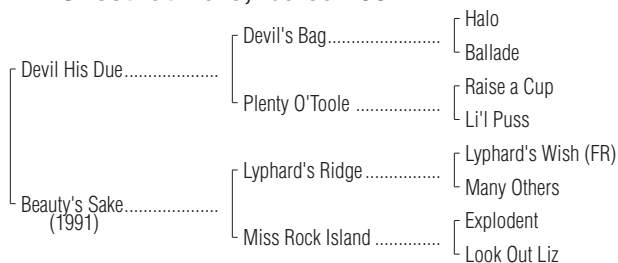 Halo
Devil's Bag
Ballade
Devil His Due
Raise a Cup
Plenty O'Toole
Li'l Puss
Lyphard's Wish (FR)
Lyphard's Ridge
Many Others
Beauty's Sake
(1991)
Explodent
Miss Rock Island
Look Out Liz